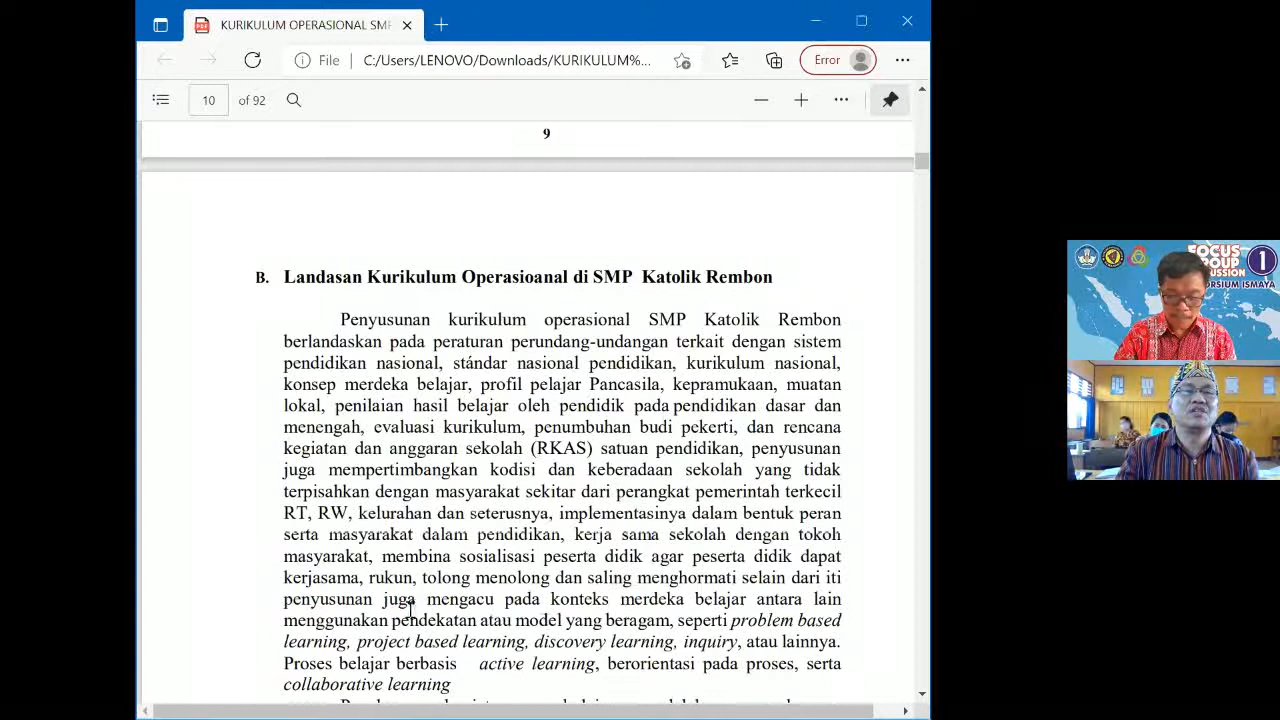 KURIKULUM OPERASIONAL SMP
File
C:/Users/LENOVO/Downloads/KURIKULUM%...
Error
10 of 92
9
B. Landasan Kurikulum Operasioanal di SMP Katolik Rembon
Penyusunan kurikulum operasional SMP Katolik Rembon
berlandaskan pada peraturan perundang-undangan terkait dengan sistem
pendidikan nasional, stándar nasional pendidikan, kurikulum nasional,
konsep merdeka belajar, profil pelajar Pancasila, kepramukaan, muatan
lokal, penilaian hasil belajar oleh pendidik pada pendidikan dasar dan
menengah, evaluasi kurikulum, penumbuhan budi pekerti, dan rencana
kegiatan dan anggaran sekolah (RKAS) satuan pendidikan, penyusunan
juga mempertimbangkan kodisi dan keberadaan sekolah yang tidak
terpisahkan dengan masyarakat sekitar dari perangkat pemerintah terkecil
RT, RW, kelurahan dan seterusnya, implementasinya dalam bentuk peran
serta masyarakat dalam pendidikan, kerja sama sekolah dengan tokoh
masyarakat, membina sosialisasi peserta didik agar peserta didik dapat
kerjasama, rukun, tolong menolong dan saling menghormati selain dari iti
penyusunan juga mengacu pada konteks merdeka belajar antara lain
menggunakan pendekatan atau model yang beragam, seperti problem based
learning, project based learning, discovery learning, inquiry, atau lainnya.
Proses belajar berbasis active learning, berorientasi pada proses, serta
collaborative learning
FOCUS
1